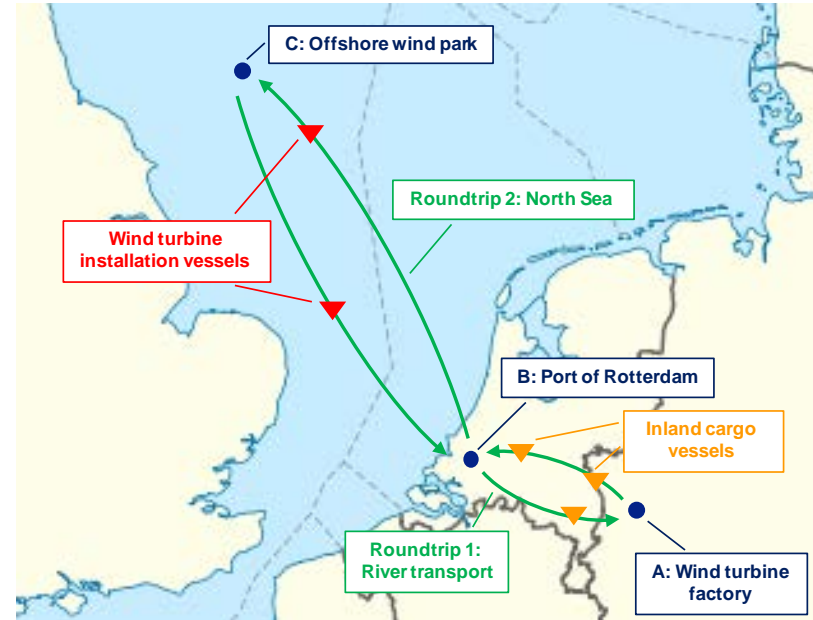 C: Offshore wind park
Roundtrip 2: North Sea
Wind turbine
installation vessels
B: Port of Rotterdam
Inland cargo
vessels
Roundtrip 1:
River transport
A: Wind turbine
factory